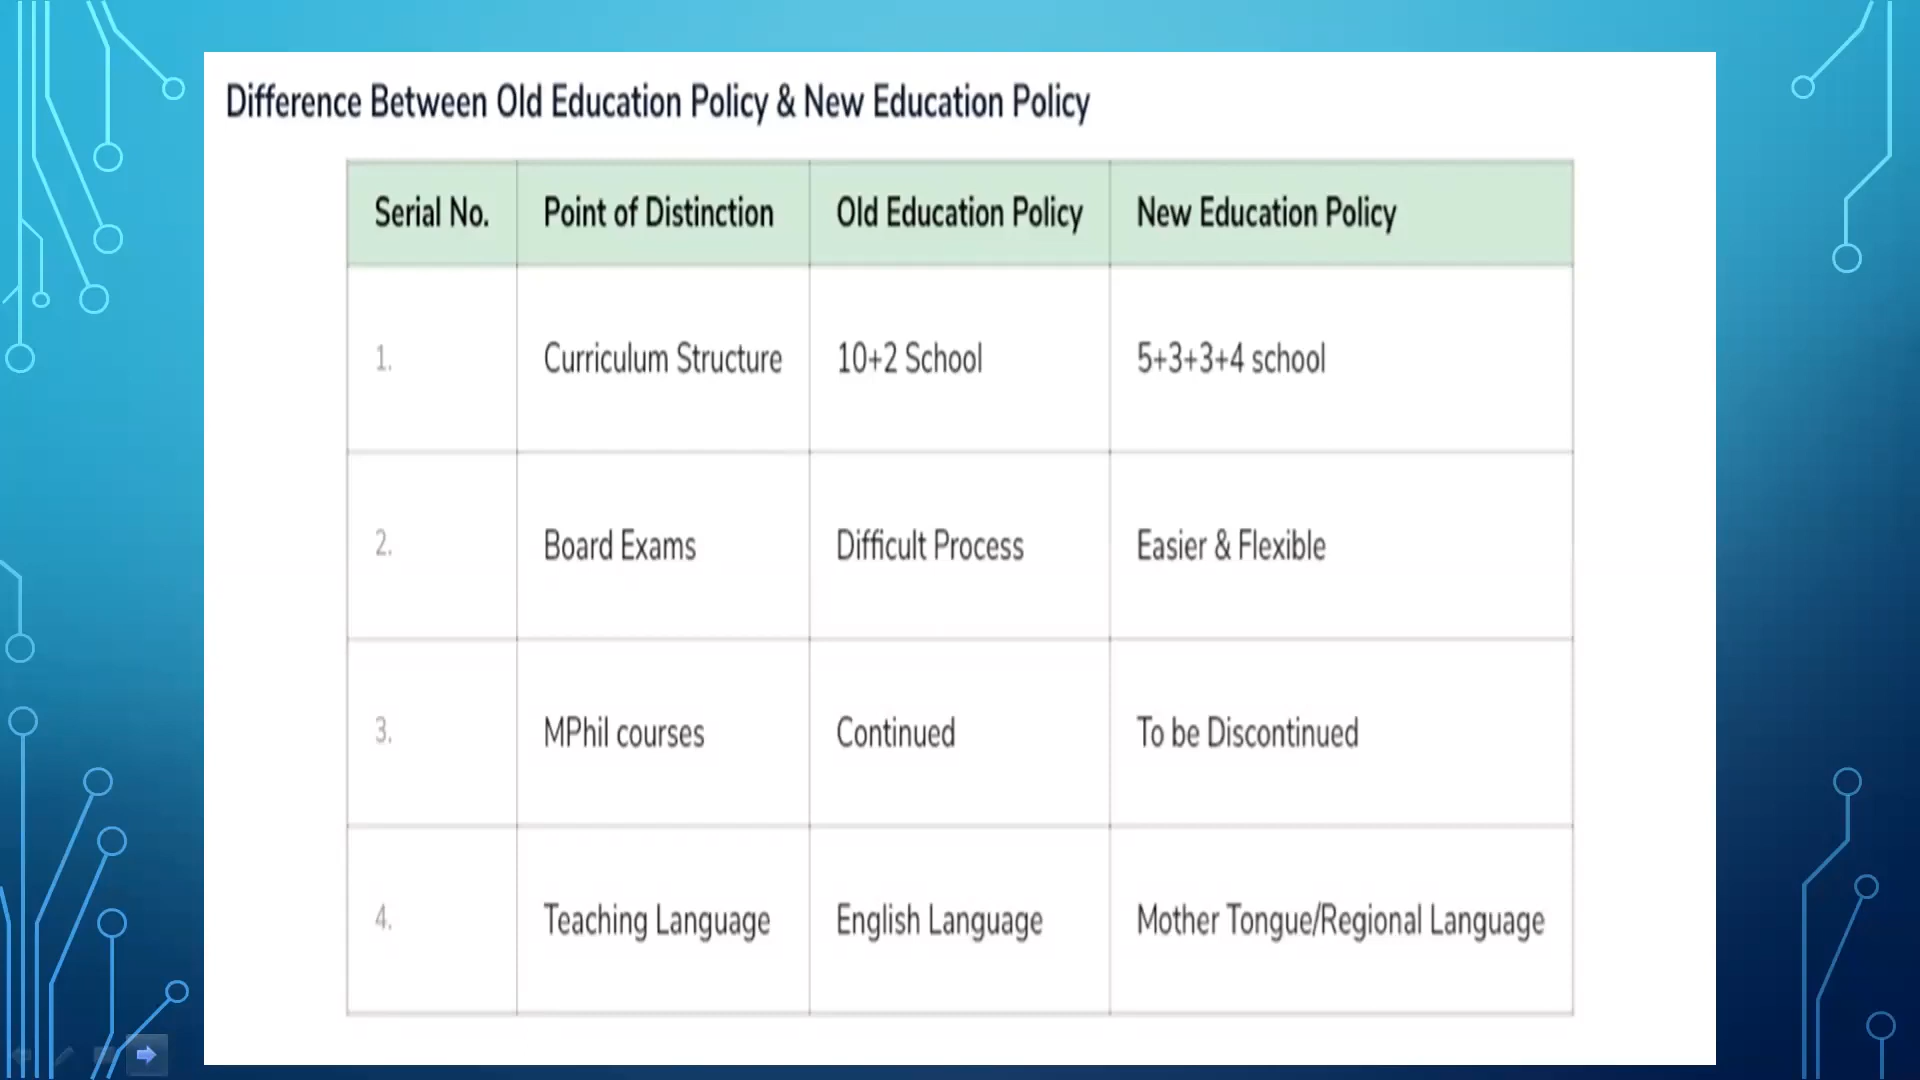 Difference Between Old Education Policy & New Education Policy
Serial No. Point of Distinction Old Education Policy New Education Policy
1. Curriculum Structure 10+2 School 5+3+3+4 school
2. Board Exams Difficult Process Easier & Flexible
3. MPhil courses Continued To be Discontinued
4. Teaching Language English Language Mother Tongue/Regional Language